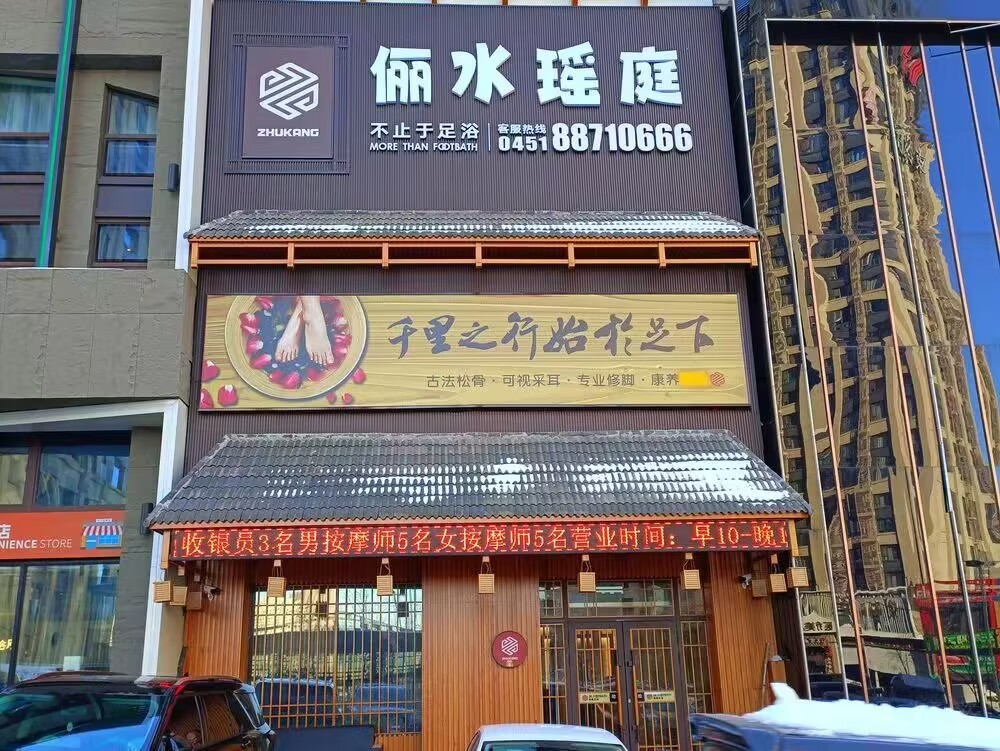 俪水瑶庭
ZHUKANG
不止于足浴
MORE THAN FOOTBATH
客服热线
0451 88710666
千里之行始於足下
古法松骨·可视采耳·专业修脚·康养
收银员3名男按摩师5名女按摩师5名营业时间：早10-晚1
店
NIENCE STORE
ZHUKANG